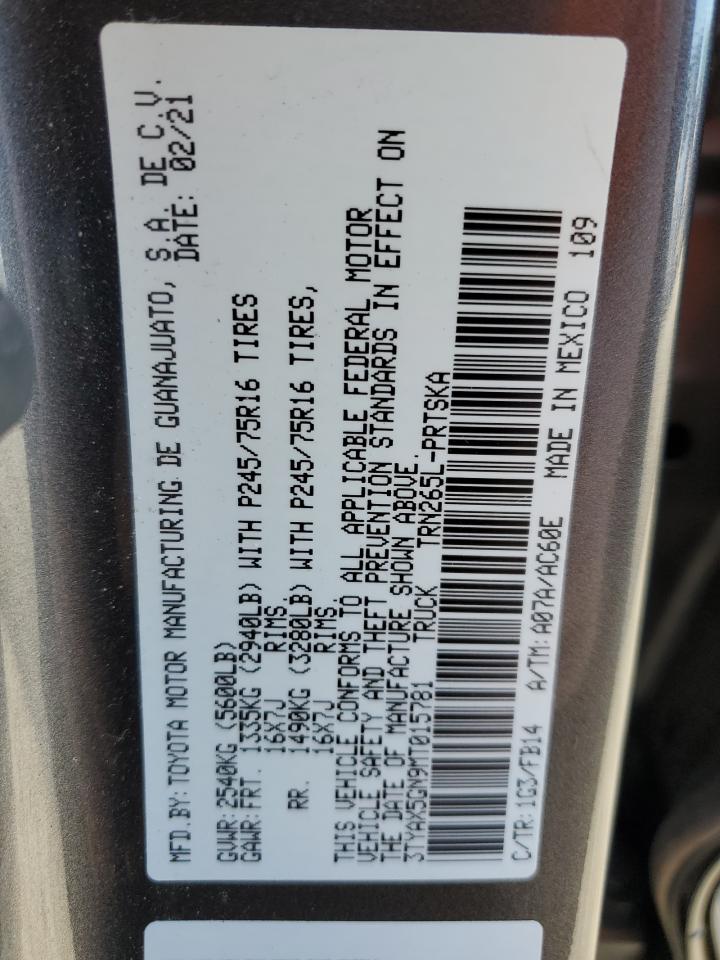 MFD.BY: TOYOTA MOTOR MANUFACTURING DE GUANAJUATO, S.A. DE C.V.
DATE: 02/21
GVWR: 2540KG (5600LB)
GAWR: FRT. 1335KG (2940LB) WITH P245/75R16 TIRES
16X7J RIMS.
RR. 1490KG (3280LB) WITH P245/75R16 TIRES,
16X7J RIMS.
THIS VEHICLE CONFORMS TO ALL APPLICABLE FEDERAL MOTOR
VEHICLE SAFETY AND THEFT PREVENTION STANDARDS IN EFFECT ON
THE DATE OF MANUFACTURE SHOWN ABOVE.
3TYAX5GN9MT015781 TRUCK TRN265L-PRTSKA
C/TR: 1G3/FB14 A/TM: A07A/AC60E MADE IN MEXICO 109